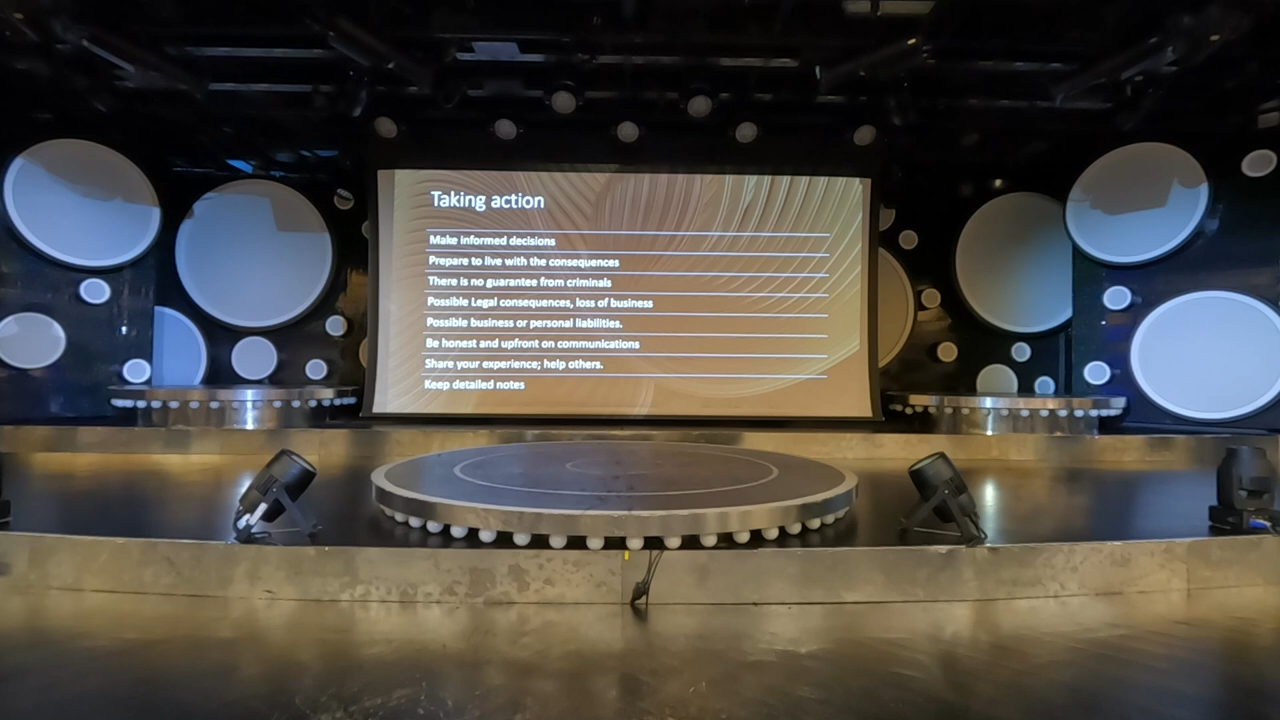 Taking action
Make informed decisions
Prepare to live with the consequences
There is no guarantee from criminals
Possible Legal consequences, loss of business
Possible business or personal liabilities.
Be honest and upfront on communications
Share your experience; help others.
Keep detailed notes